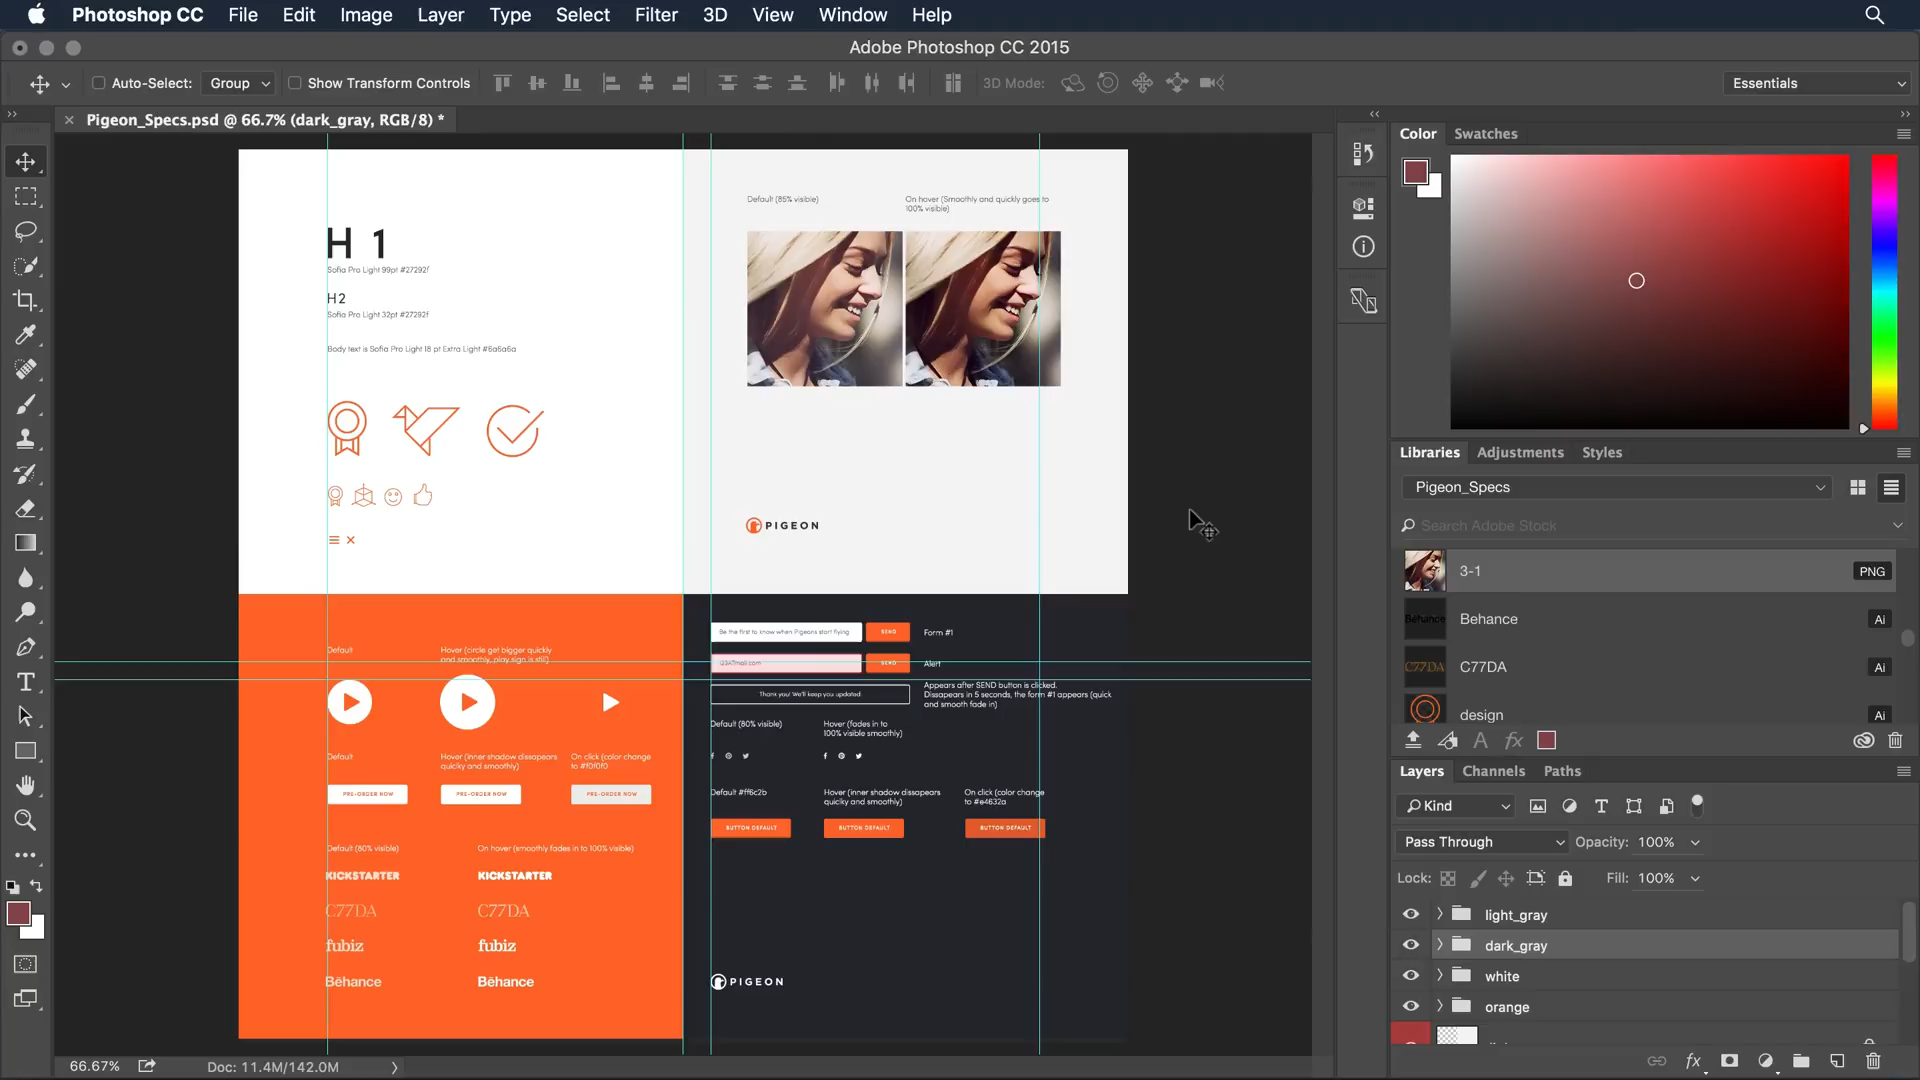 Photoshop CC File Edit Image Layer Type Select Filter 3D View Window Help
Adobe Photoshop CC 2015
Auto-Select: Group Show Transform Controls 3D Mode: Essentials
Pigeon_Specs.psd @ 66.7% (dark_gray, RGB/8) *
H 1
Sofia Pro Light 99pt #27292f
H2
Sofia Pro Light 32pt #27292f
Body text is Sofia Pro Light 18 pt Extra Light #6a6a6a
Default (85% visible)
On hover (Smoothly and quickly goes to
100% visible)
PIGEON
Default
Hover (circle get bigger quickly
and smoothly, play sign is still)
Default
Hover (inner shadow dissapears
quicky and smoothly)
On click (color change
to #f0f0f0)
PRE-ORDER NOW
PRE-ORDER NOW
PRE-ORDER NOW
Default (80% visible)
On hover (smoothly fades in to 100% visible)
KICKSTARTER KICKSTARTER
C77DA C77DA
fubiz fubiz
Bēhance Bēhance
Be the first to know when Pigeons start flying
SEND
Form #1
SEND
Alert
Thank you! We'll keep you updated.
Appears after SEND button is clicked.
Dissapears in 5 seconds, the form #1 appears (quick
and smooth fade in)
Default (80% visible)
Hover (fades in to
100% visible smoothly)
Default #ff6c2b
Hover (inner shadow dissapears
quicky and smoothly)
On click (color change
to #e4632a
BUTTON DEFAULT
BUTTON DEFAULT
BUTTON DEFAULT
PIGEON
66.67% Doc: 11.4M/142.0M
Color Swatches
Libraries Adjustments Styles
Pigeon_Specs
Search Adobe Stock
3-1 PNG
Behance Ai
C77DA C77DA Ai
design Ai
Layers Channels Paths
Kind
Pass Through Opacity: 100%
Lock: Fill: 100%
light_gray
dark_gray
white
orange